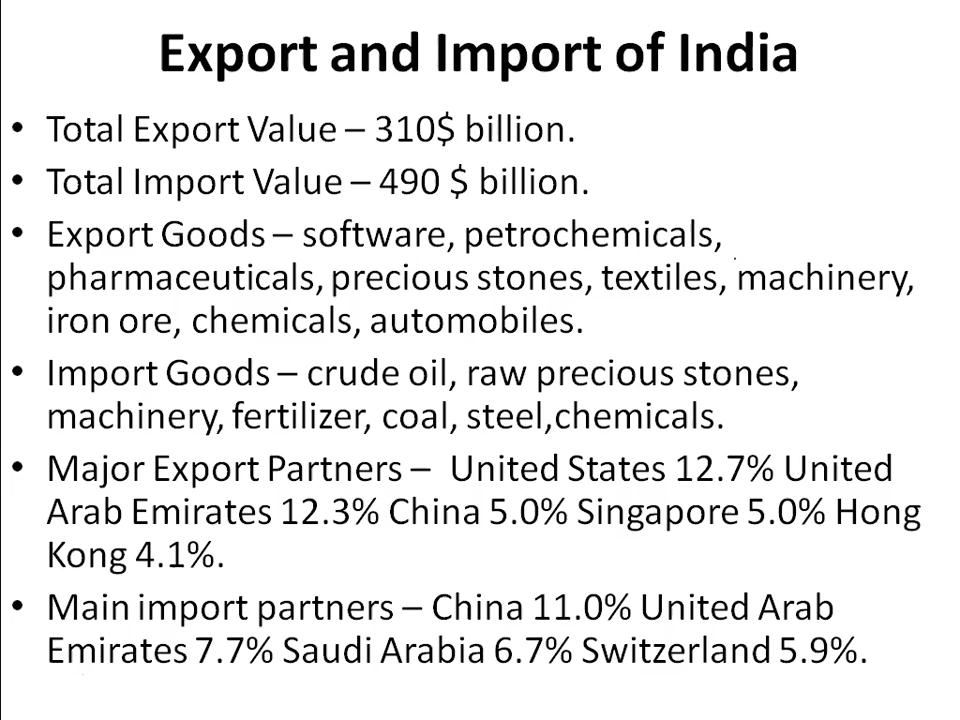 Export and Import of India
• Total Export Value – 310$ billion.
• Total Import Value – 490 $ billion.
• Export Goods – software, petrochemicals,
pharmaceuticals, precious stones, textiles, machinery,
iron ore, chemicals, automobiles.
• Import Goods – crude oil, raw precious stones,
machinery, fertilizer, coal, steel,chemicals.
• Major Export Partners –  United States 12.7% United
Arab Emirates 12.3% China 5.0% Singapore 5.0% Hong
Kong 4.1%.
• Main import partners – China 11.0% United Arab
Emirates 7.7% Saudi Arabia 6.7% Switzerland 5.9%.